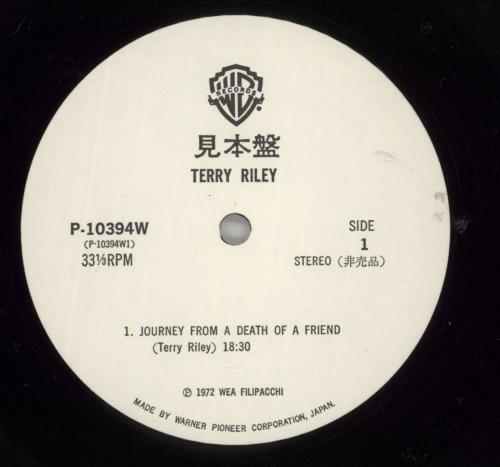 WB
RECORDS
®
見本盤
TERRY RILEY
P-10394W
(P-10394W1)
33⅓RPM
SIDE
1
STEREO (非売品)
1. JOURNEY FROM A DEATH OF A FRIEND
(Terry Riley) 18:30
Ⓟ 1972 WEA FILIPACCHI
MADE BY WARNER PIONEER CORPORATION, JAPAN.